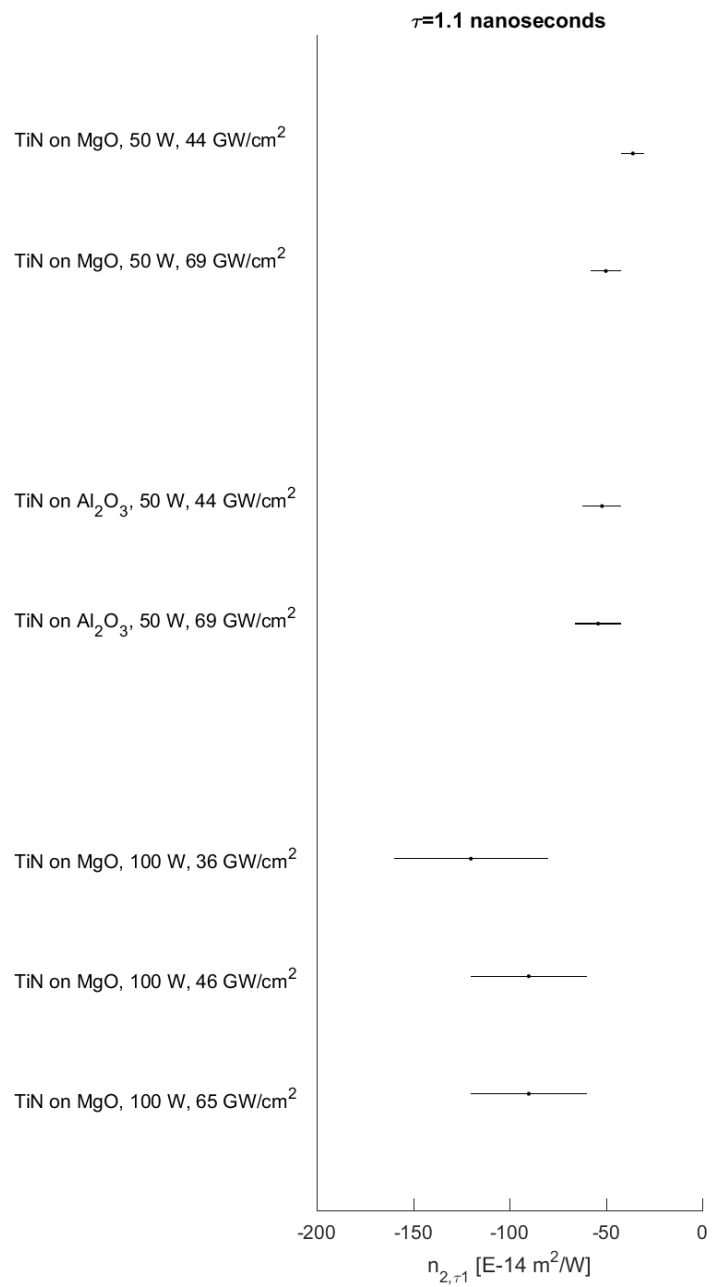 τ=1.1 nanoseconds
TiN on MgO, 50 W, 44 GW/cm²
TiN on MgO, 50 W, 69 GW/cm²
TiN on Al₂O₃, 50 W, 44 GW/cm²
TiN on Al₂O₃, 50 W, 69 GW/cm²
TiN on MgO, 100 W, 36 GW/cm²
TiN on MgO, 100 W, 46 GW/cm²
TiN on MgO, 100 W, 65 GW/cm²
-200 -150 -100 -50 0
n₂,τ₁ [E-14 m²/W]